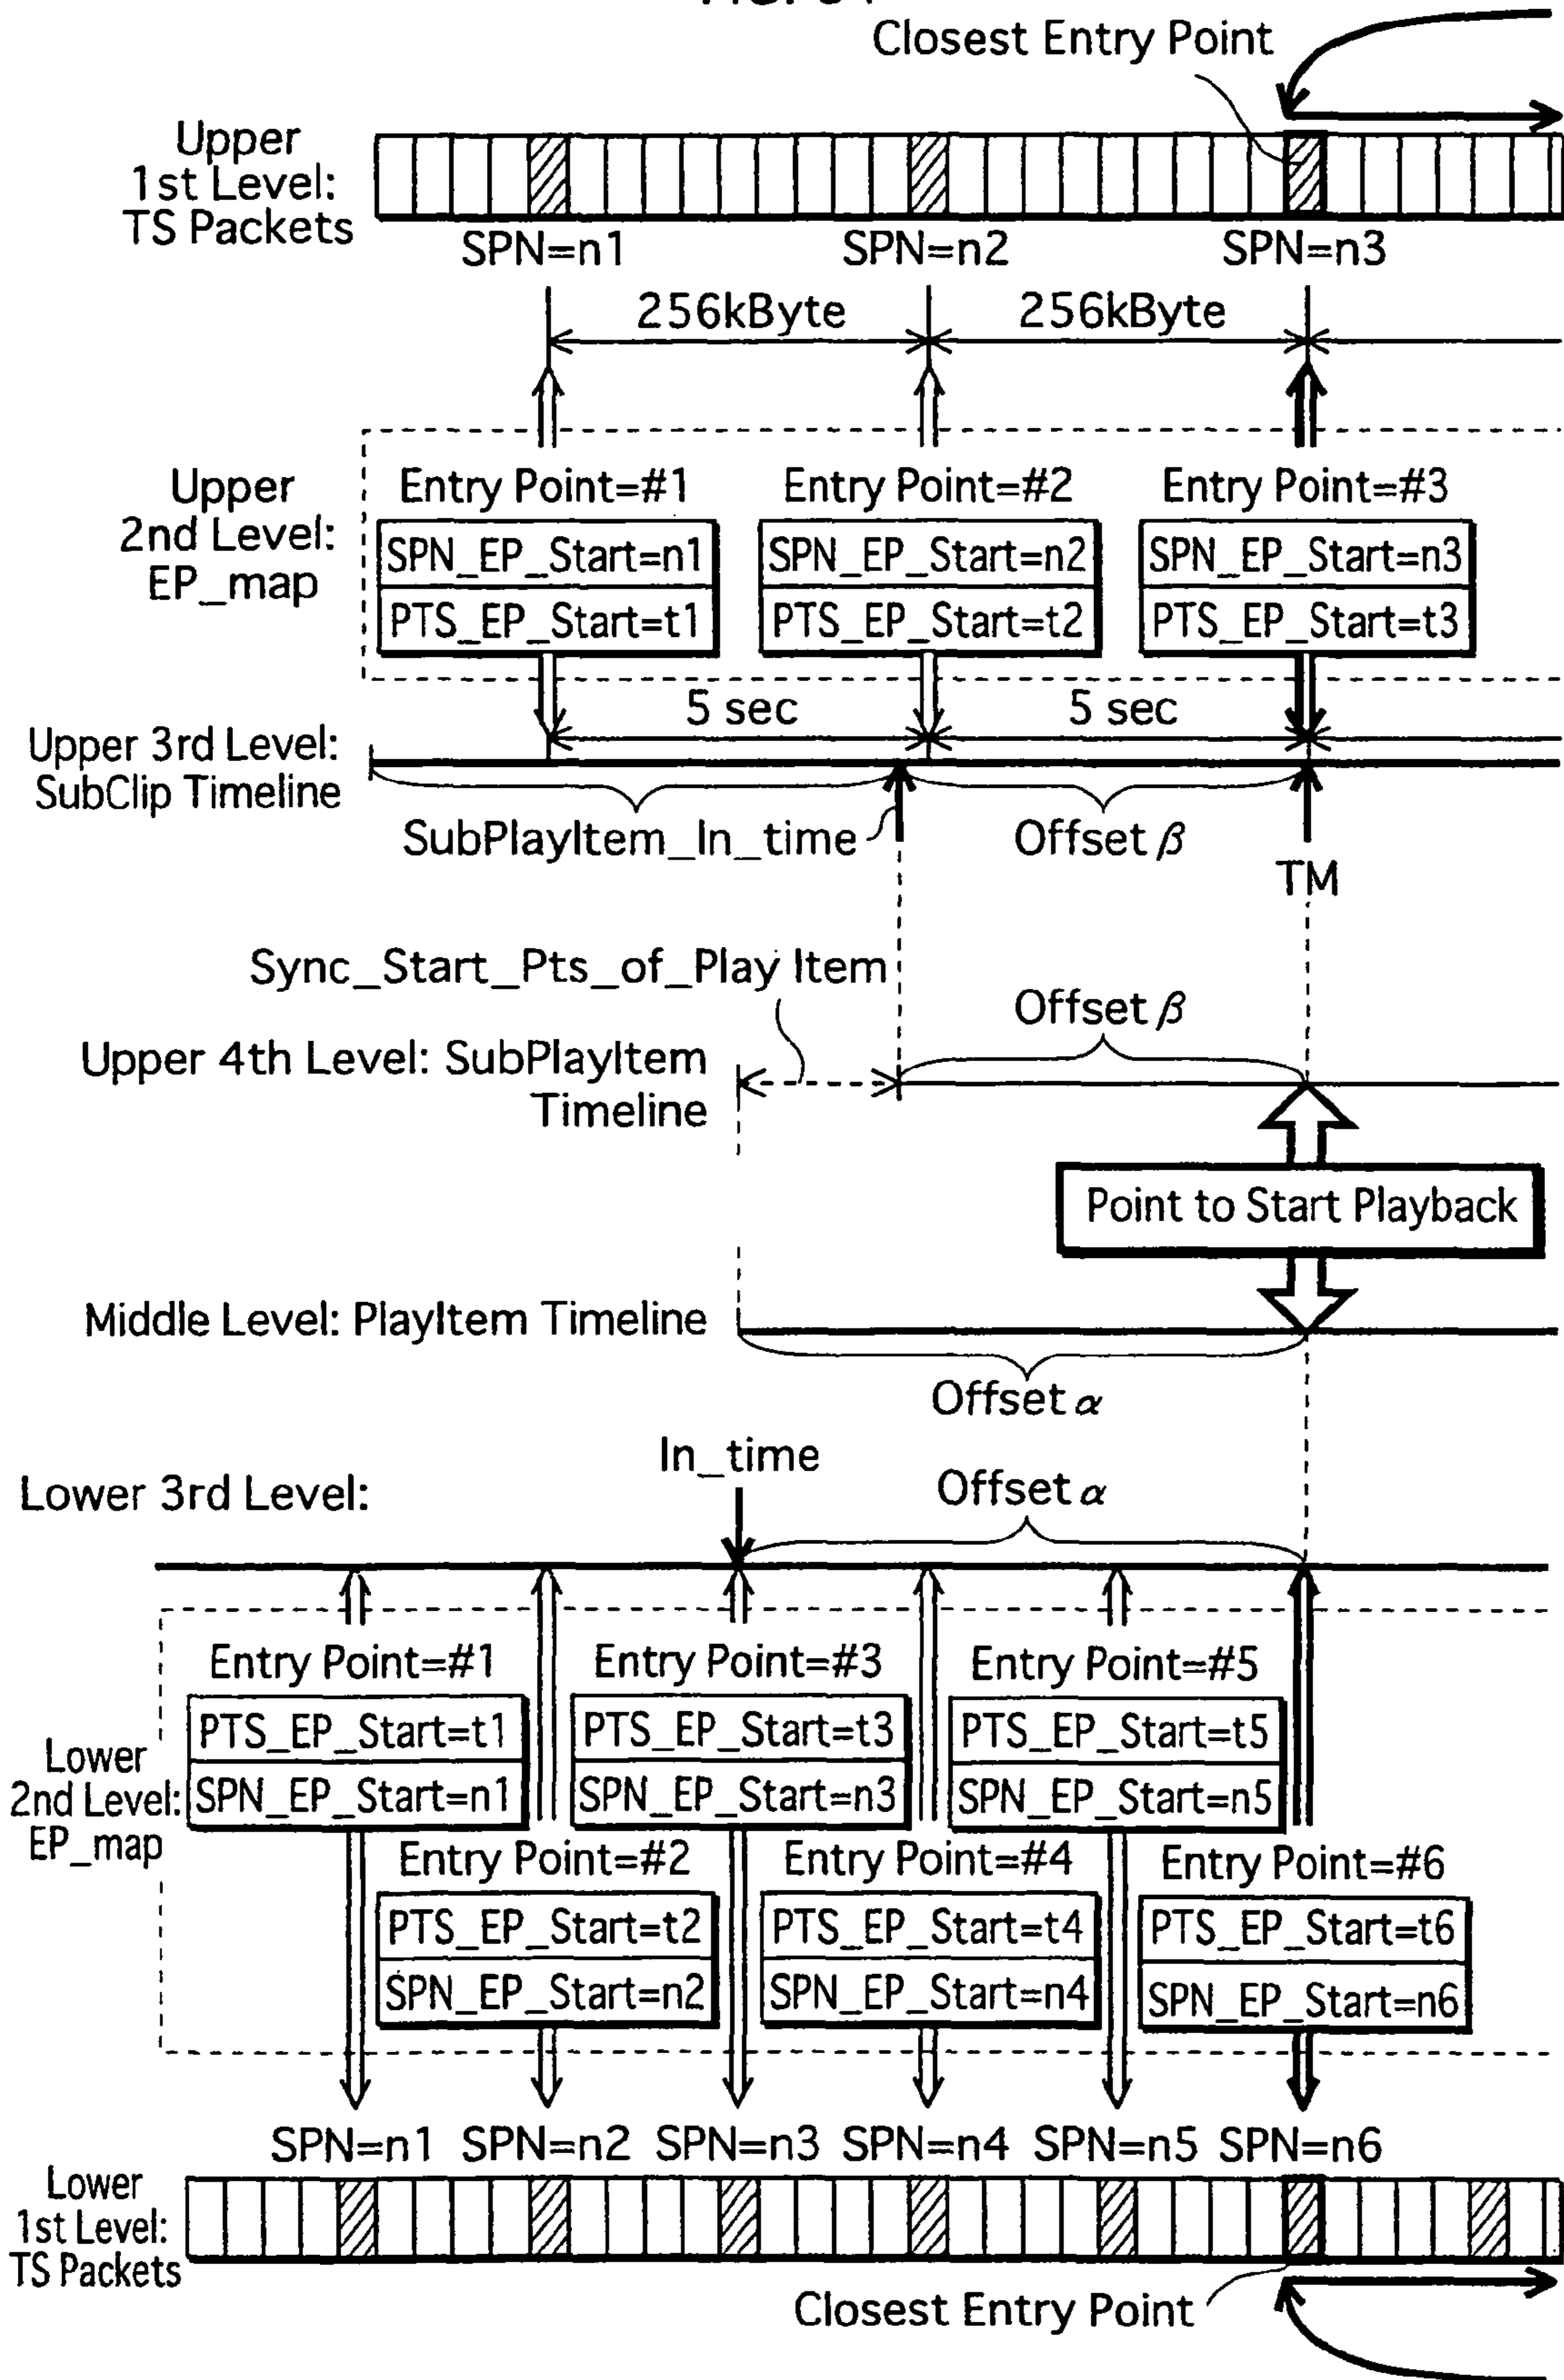 Closest Entry Point
Upper
1st Level:
TS Packets
SPN=n1 SPN=n2 SPN=n3
256kByte 256kByte
Upper
2nd Level:
EP_map
Entry Point=#1 Entry Point=#2 Entry Point=#3
SPN_EP_Start=n1 SPN_EP_Start=n2 SPN_EP_Start=n3
PTS_EP_Start=t1 PTS_EP_Start=t2 PTS_EP_Start=t3
5 sec 5 sec
Upper 3rd Level:
SubClip Timeline
SubPlayItem_In_time Offset β
TM
Sync_Start_Pts_of_Play Item
Offset β
Upper 4th Level: SubPlayItem
Timeline
Point to Start Playback
Middle Level: PlayItem Timeline
Offset α
In_time
Lower 3rd Level:
Offset α
Entry Point=#1 Entry Point=#3 Entry Point=#5
PTS_EP_Start=t1 PTS_EP_Start=t3 PTS_EP_Start=t5
SPN_EP_Start=n1 SPN_EP_Start=n3 SPN_EP_Start=n5
Lower
2nd Level:
EP_map
Entry Point=#2 Entry Point=#4 Entry Point=#6
PTS_EP_Start=t2 PTS_EP_Start=t4 PTS_EP_Start=t6
SPN_EP_Start=n2 SPN_EP_Start=n4 SPN_EP_Start=n6
SPN=n1 SPN=n2 SPN=n3 SPN=n4 SPN=n5 SPN=n6
Lower
1st Level:
TS Packets
Closest Entry Point